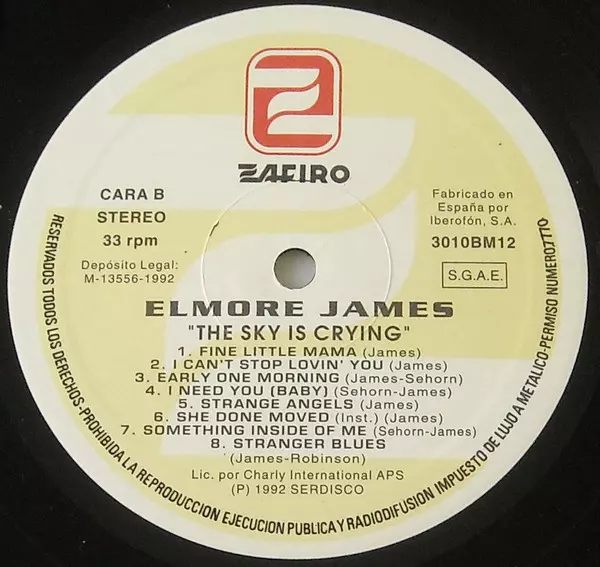 ZAFIRO
CARA B
STEREO
33 rpm
Depósito Legal:
M-13556-1992
Fabricado en
España por
Iberofón, S.A.
3010BM12
S.G.A.E.
ELMORE JAMES
"THE SKY IS CRYING"
1. FINE LITTLE MAMA (James)
2. I CAN'T STOP LOVIN' YOU (James)
3. EARLY ONE MORNING (James-Sehorn)
4. I NEED YOU (BABY) (Sehorn-James)
5. STRANGE ANGELS (James)
6. SHE DONE MOVED (Inst.) (James)
7. SOMETHING INSIDE OF ME (Sehorn-James)
8. STRANGER BLUES
(James-Robinson)
Lic. por Charly International APS
(P) 1992 SERDISCO
RESERVADOS TODOS LOS DERECHOS-PROHIBIDA LA REPRODUCCION EJECUCION PUBLICA Y RADIODIFUSION IMPUESTO DE LUJO A METALICO-PERMISO NUMERO7770